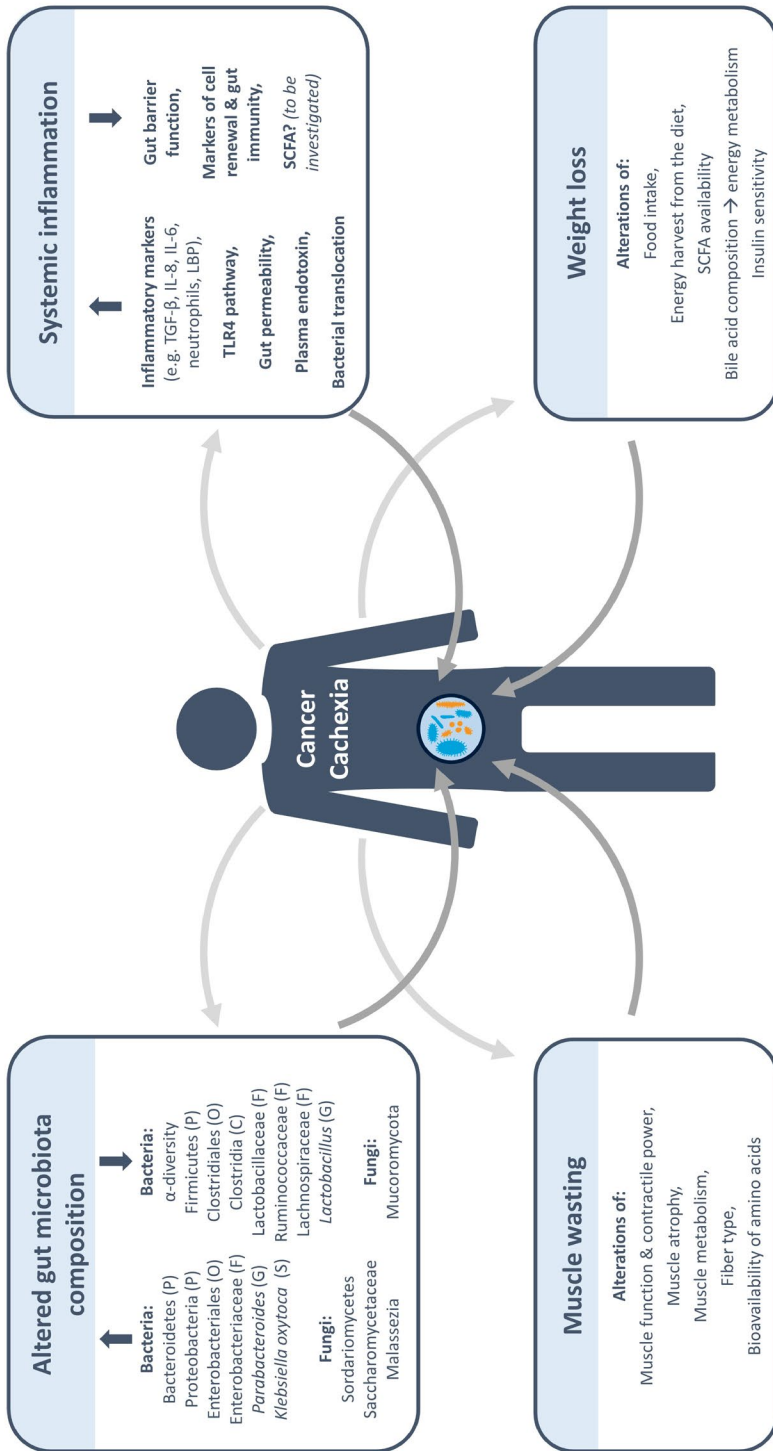 Altered gut microbiota
composition
Bacteria:
Bacteroidetes (P)
Proteobacteria (P)
Enterobacteriales (O)
Enterobacteriaceae (F)
Parabacteroides (G)
Klebsiella oxytoca (S)
Fungi:
Sordariomycetes
Saccharomycetaceae
Malassezia
Bacteria:
α-diversity
Firmicutes (P)
Clostridiales (O)
Clostridia (C)
Lactobacillaceae (F)
Ruminococcaceae (F)
Lachnospiraceae (F)
Lactobacillus (G)
Fungi:
Mucoromycota
Cancer
Cachexia
Systemic inflammation
Inflammatory markers
(e.g. TGF-β, IL-8, IL-6,
neutrophils, LBP),
TLR4 pathway,
Gut permeability,
Plasma endotoxin,
Bacterial translocation
Gut barrier
function,
Markers of cell
renewal & gut
immunity,
SCFA? (to be
investigated)
Muscle wasting
Alterations of:
Muscle function & contractile power,
Muscle atrophy,
Muscle metabolism,
Fiber type,
Bioavailability of amino acids
Weight loss
Alterations of:
Food intake,
Energy harvest from the diet,
SCFA availability
Bile acid composition → energy metabolism
Insulin sensitivity